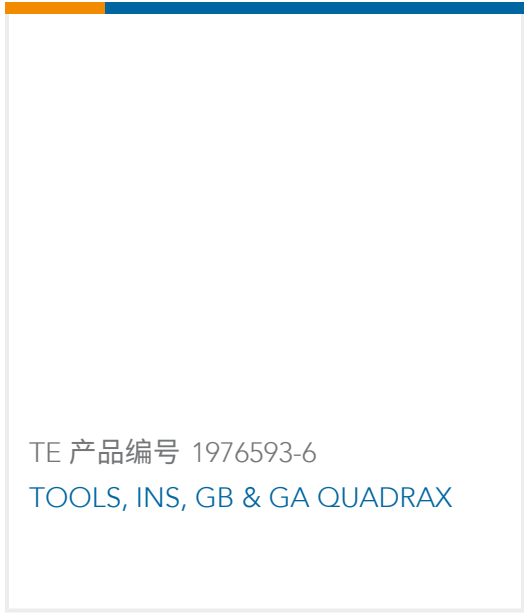 TE 产品编号 1976593-6
TOOLS, INS, GB & GA QUADRAX